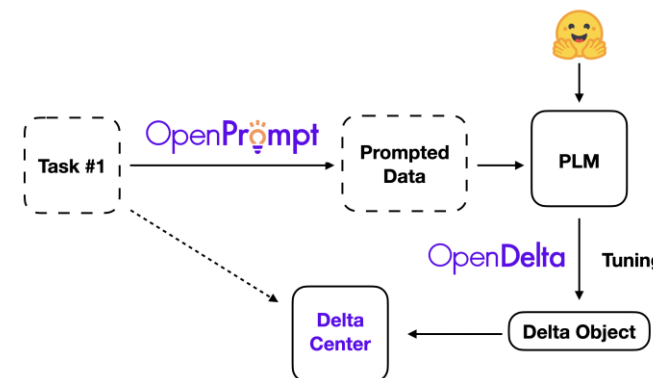 OpenPrompt
Task #1
Prompted
Data
PLM
OpenDelta
Tuning
Delta
Center
Delta Object